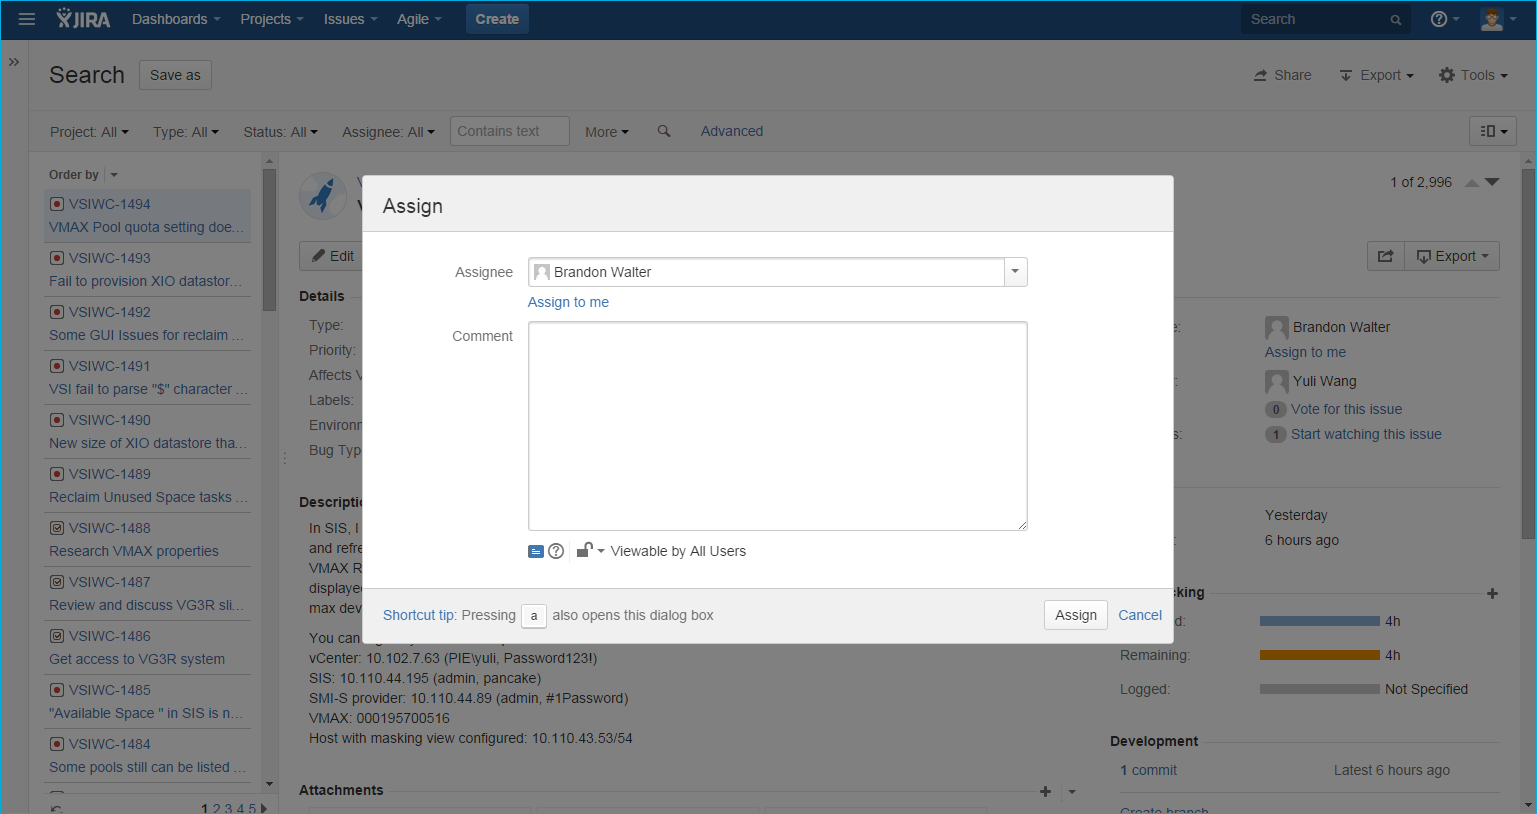 JIRA Dashboards Projects Issues Agile Create Search
Search Save as
Share Export Tools
Project: All Type: All Status: All Assignee: All Contains text More Advanced
Order by
VSIWC-1494
VMAX Pool quota setting doe...
VSIWC-1493
Fail to provision XIO datastor...
VSIWC-1492
Some GUI Issues for reclaim ...
VSIWC-1491
VSI fail to parse "$" character ...
VSIWC-1490
New size of XIO datastore tha...
VSIWC-1489
Reclaim Unused Space tasks ...
VSIWC-1488
Research VMAX properties
VSIWC-1487
Review and discuss VG3R sli...
VSIWC-1486
Get access to VG3R system
VSIWC-1485
"Available Space " in SIS is n...
VSIWC-1484
Some pools still can be listed ...
1 2 3 4 5
1 of 2,996
Edit
Export
Details
Type:
Priority:
Affects V
Labels:
Environm
Bug Typ
Descriptio
In SIS, I
and refre
VMAX R
displaye
max dev
You can
vCenter: 10.102.7.63 (PIE\yuli, Password123!)
SIS: 10.110.44.195 (admin, pancake)
SMI-S provider: 10.110.44.89 (admin, #1Password)
VMAX: 000195700516
Host with masking view configured: 10.110.43.53/54
Attachments
Assign
Assignee Brandon Walter
Assign to me
Comment
Viewable by All Users
Shortcut tip: Pressing a also opens this dialog box
Assign Cancel
Brandon Walter
Assign to me
Yuli Wang
0 Vote for this issue
1 Start watching this issue
Yesterday
6 hours ago
king
d: 4h
Remaining: 4h
Logged: Not Specified
Development
1 commit Latest 6 hours ago
Create branch